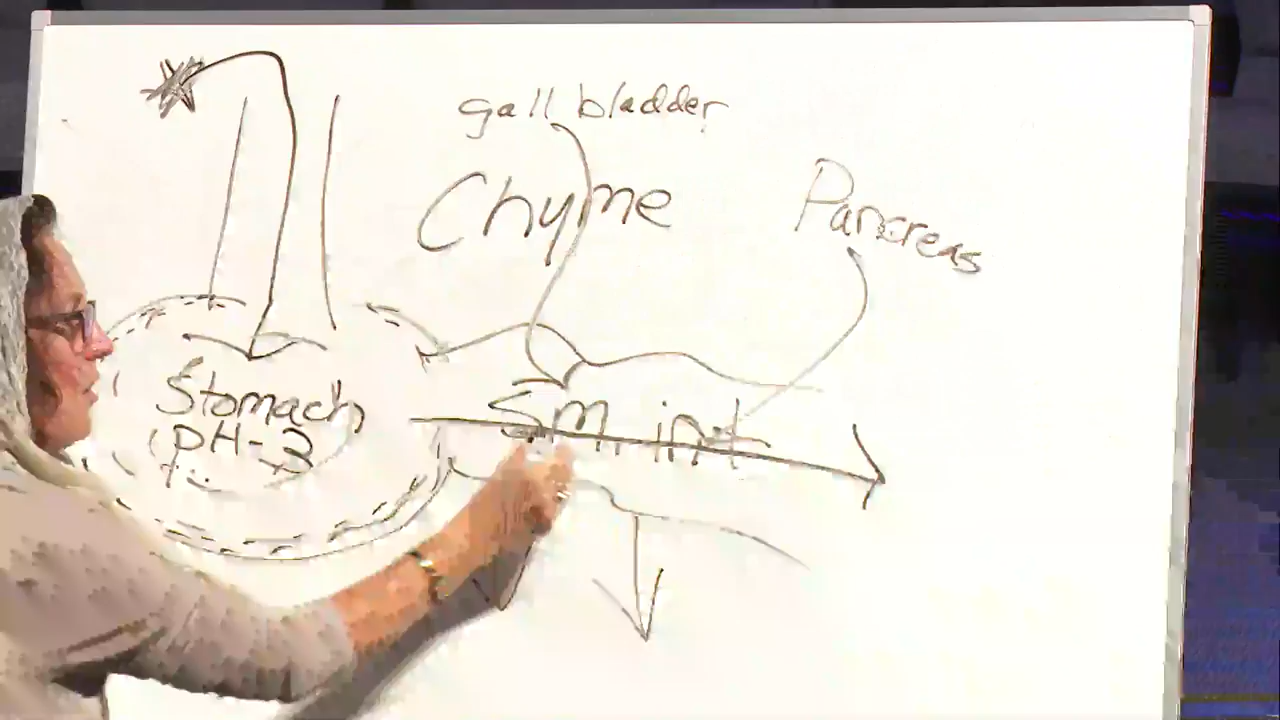 gall bladder
Chyme
Pancreas
Stomach
pH-3
Sm. int